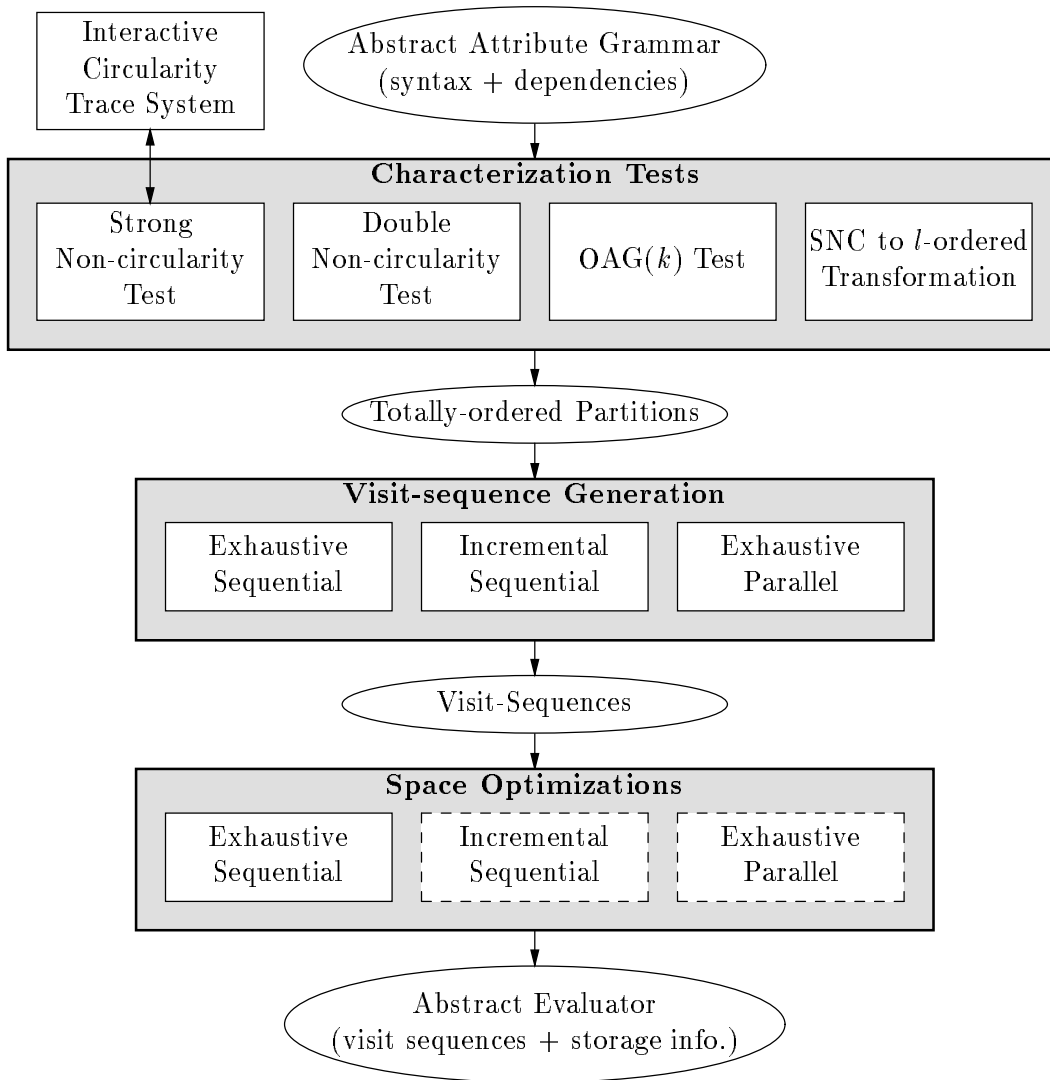 Interactive
Circularity
Trace System
Abstract Attribute Grammar
(syntax + dependencies)
Characterization Tests
Strong
Non-circularity
Test
Double
Non-circularity
Test
OAG(k) Test
SNC to l-ordered
Transformation
Totally-ordered Partitions
Visit-sequence Generation
Exhaustive
Sequential
Incremental
Sequential
Exhaustive
Parallel
Visit-Sequences
Space Optimizations
Exhaustive
Sequential
Incremental
Sequential
Exhaustive
Parallel
Abstract Evaluator
(visit sequences + storage info.)